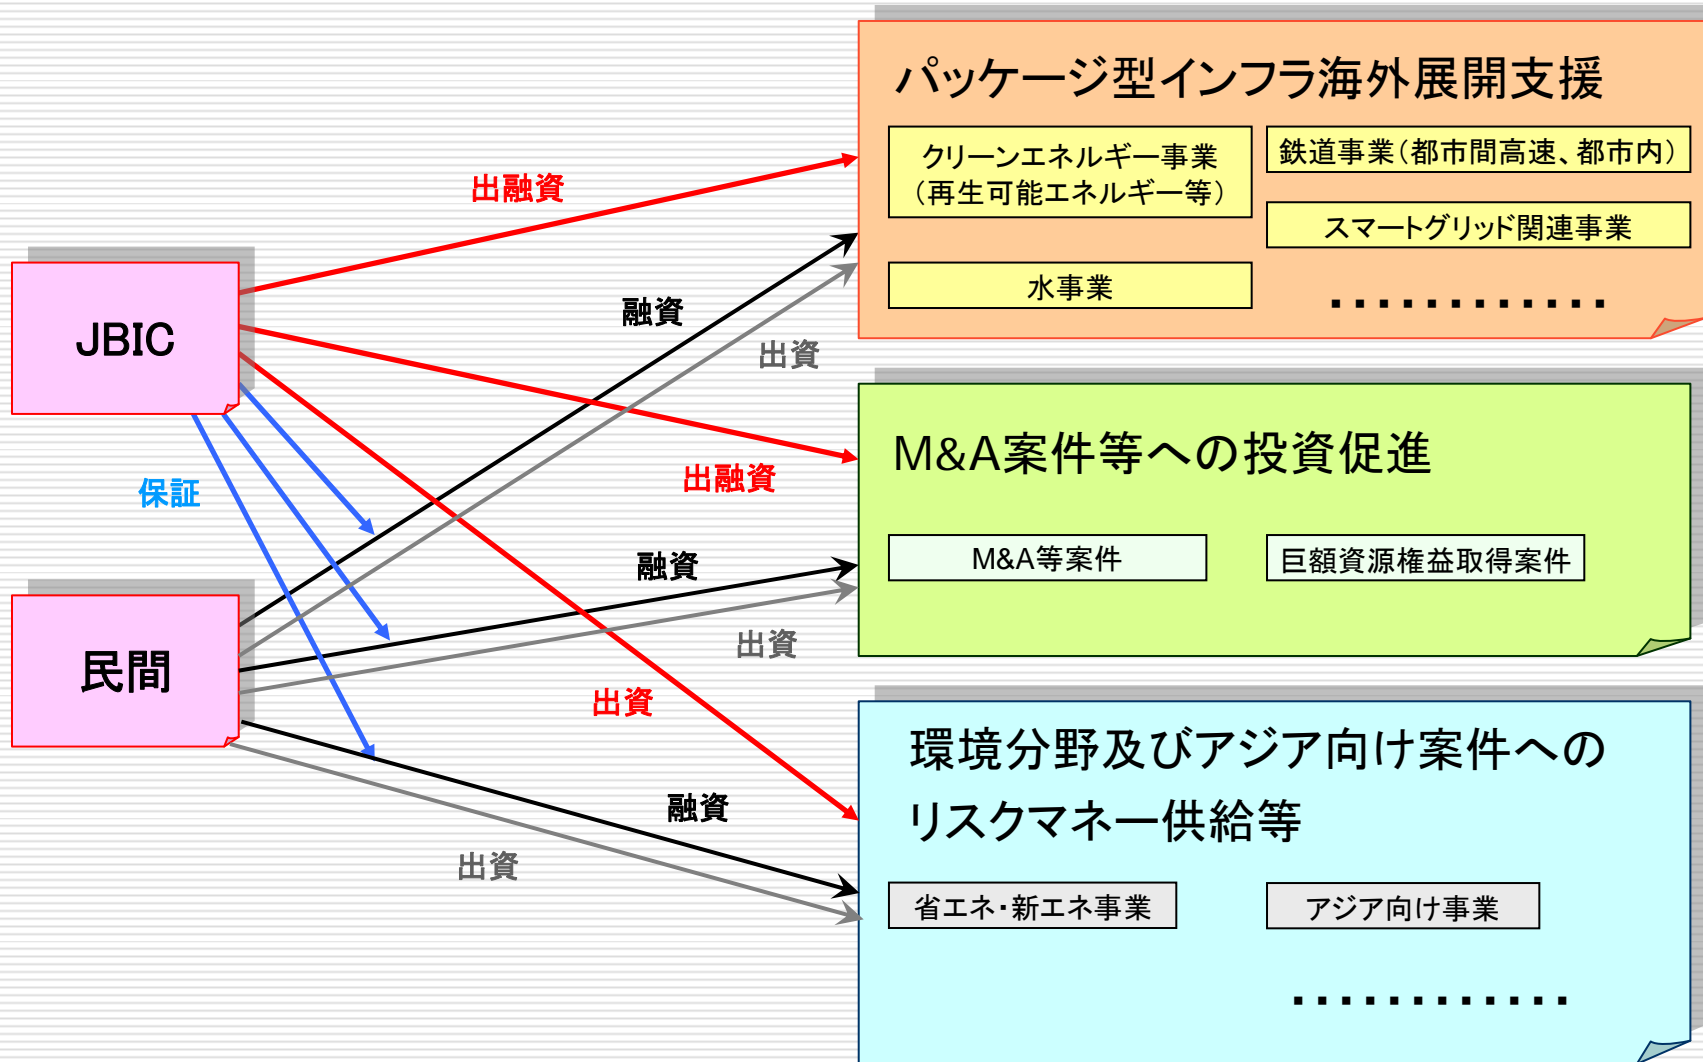 パッケージ型インフラ海外展開支援
クリーンエネルギー事業
（再生可能エネルギー等）
鉄道事業（都市間高速、都市内）
スマートグリッド関連事業
水事業
・・・・・・・・・・・・
出融資
融資
出資
JBIC
保証
出融資
M&A案件等への投資促進
M&A等案件
巨額資源権益取得案件
融資
出資
民間
出資
環境分野及びアジア向け案件への
リスクマネー供給等
融資
出資
省エネ・新エネ事業
アジア向け事業
・・・・・・・・・・・・